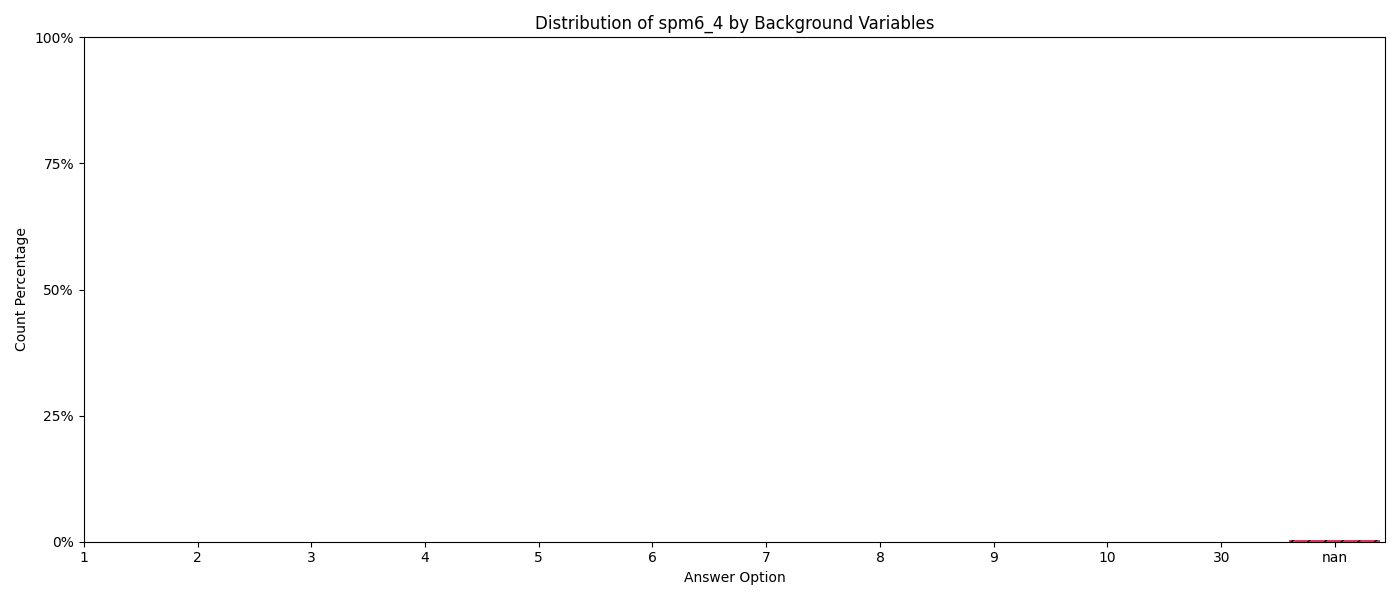 Distribution of spm6_4 by Background Variables
100%
75%
50%
25%
0%
Count Percentage
1 2 3 4 5 6 7 8 9 10 30 nan
Answer Option